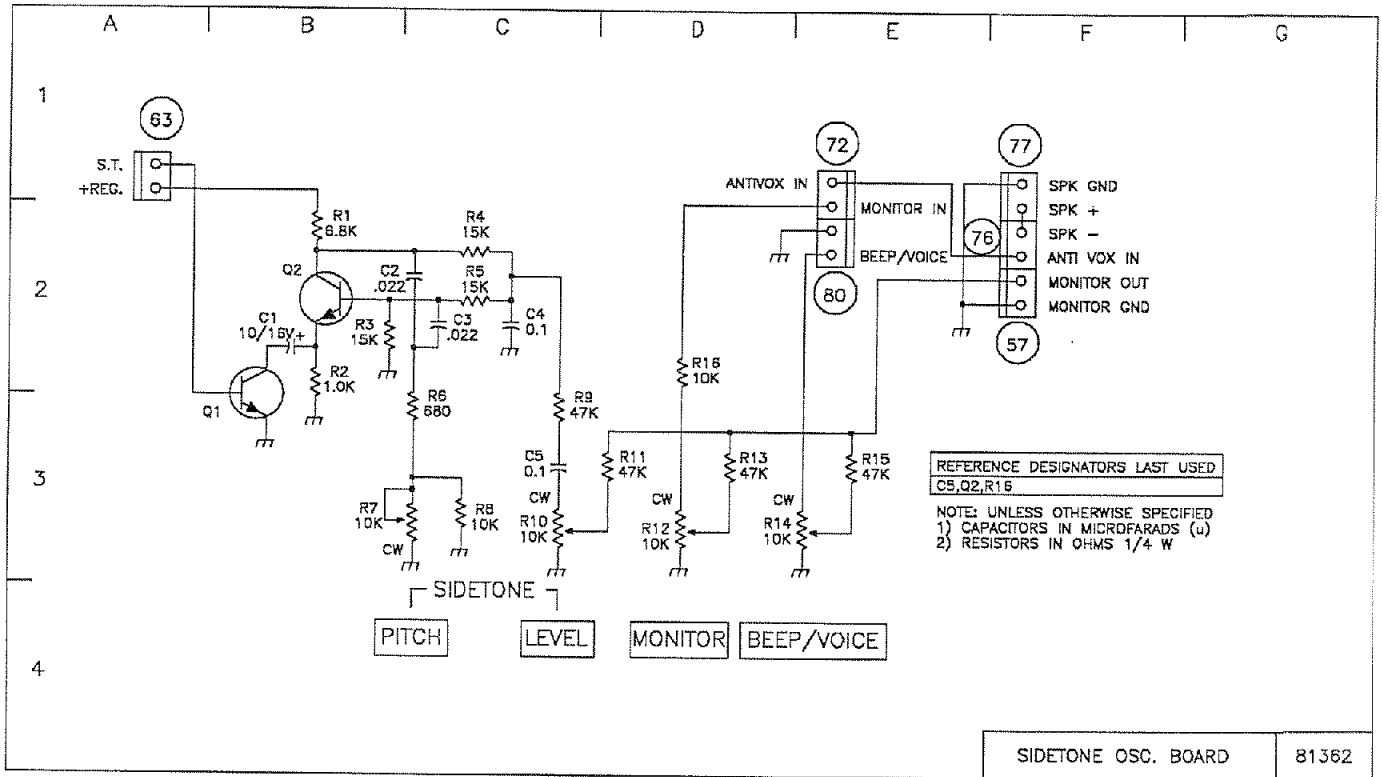 A B C D E F G
1
2
3
4
63
S.T.
+REG.
R1
6.8K
Q2
C1
10/16V+
Q1
R2
1.0K
R3
15K
C2
.022
R4
15K
R5
15K
C3
.022
C4
0.1
R6
680
R7
10K
CW
R8
10K
R9
47K
C5
0.1
CW
R10
10K
R11
47K
R16
10K
CW
R12
10K
R13
47K
CW
R14
10K
R15
47K
72
ANTIVOX IN
MONITOR IN
BEEP/VOICE
80
77
SPK GND
SPK +
SPK −
76
ANTI VOX IN
MONITOR OUT
MONITOR GND
57
REFERENCE DESIGNATORS LAST USED
C5,Q2,R16
NOTE: UNLESS OTHERWISE SPECIFIED
1) CAPACITORS IN MICROFARADS (u)
2) RESISTORS IN OHMS 1/4 W
SIDETONE
PITCH
LEVEL
MONITOR
BEEP/VOICE
SIDETONE OSC. BOARD
81362